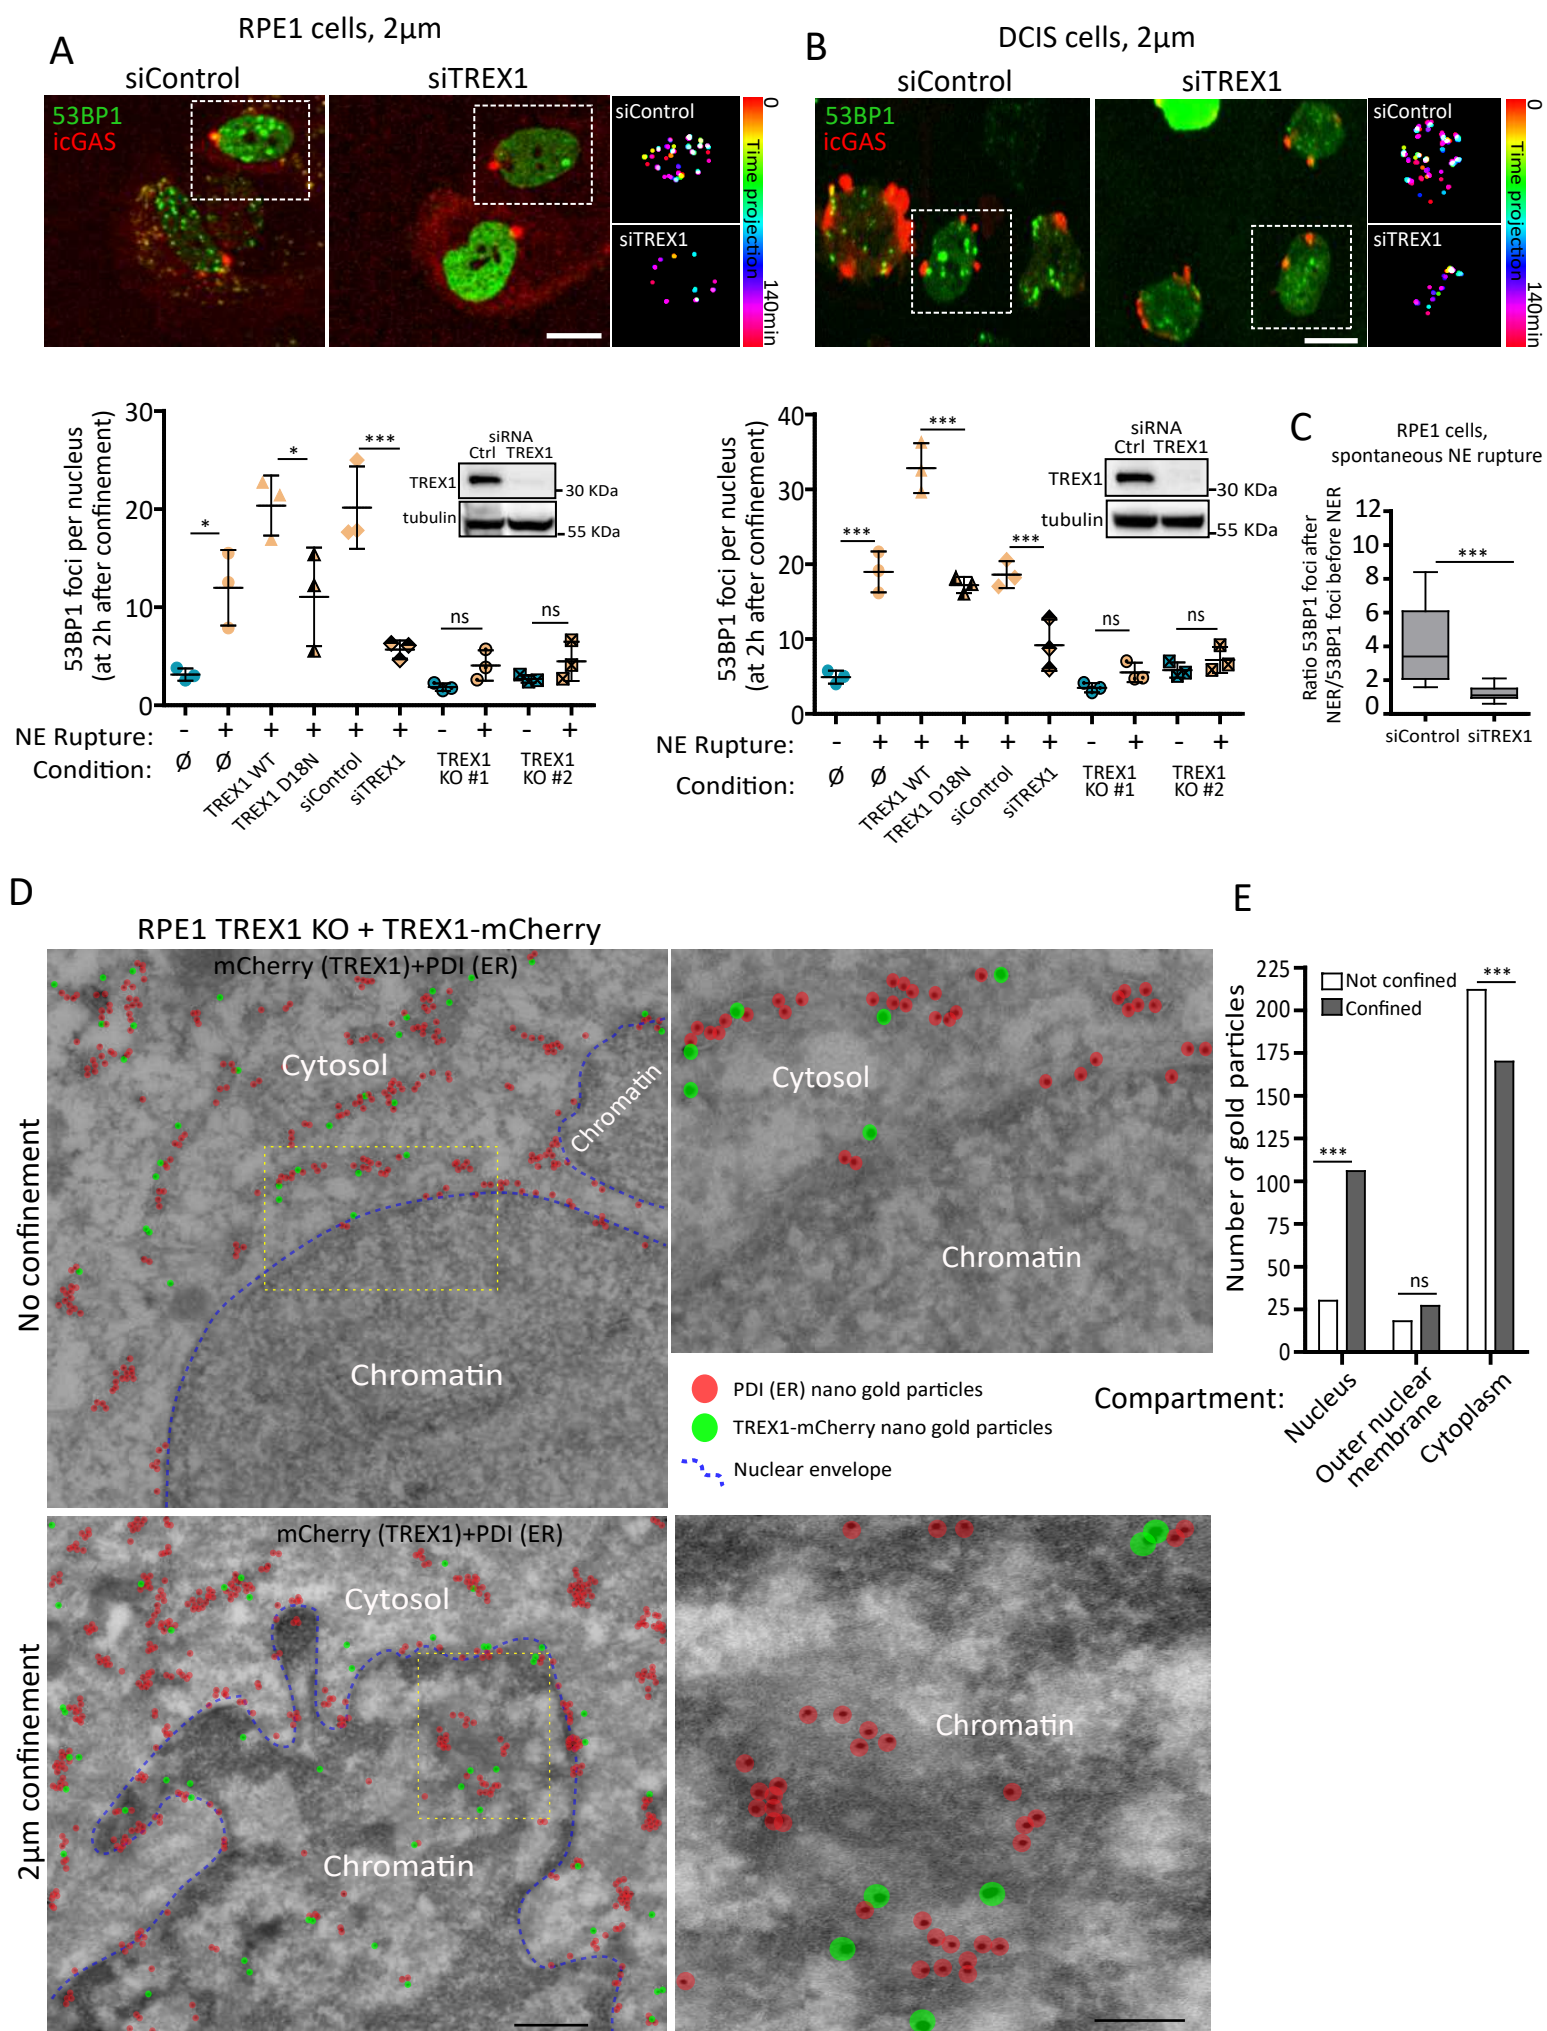 A
RPE1 cells, 2µm
siControl
siTREX1
53BP1
icGAS
siControl
siTREX1
0
Time projection
140min
B
DCIS cells, 2µm
siControl
siTREX1
53BP1
icGAS
siControl
siTREX1
0
Time projection
140min
53BP1 foci per nucleus
(at 2h after confinement)
30
20
10
0
*
*
***
ns
ns
siRNA
Ctrl TREX1
TREX1
30 KDa
tubulin
55 KDa
NE Rupture:
- + + + + + - + - +
Condition:
Ø
Ø
TREX1 WT
TREX1 D18N
siControl
siTREX1
TREX1
KO #1
TREX1
KO #2
53BP1 foci per nucleus
(at 2h after confinement)
40
30
20
10
0
***
***
***
ns
ns
siRNA
Ctrl TREX1
TREX1
30 KDa
tubulin
55 KDa
NE Rupture:
- + + + + + - + - +
Condition:
Ø
Ø
TREX1 WT
TREX1 D18N
siControl
siTREX1
TREX1
KO #1
TREX1
KO #2
C
RPE1 cells,
spontaneous NE rupture
Ratio 53BP1 foci after
NER/53BP1 foci before NER
12
10
8
6
4
2
0
***
siControl siTREX1
D
RPE1 TREX1 KO + TREX1-mCherry
No confinement
mCherry (TREX1)+PDI (ER)
Cytosol
Chromatin
Chromatin
Cytosol
Chromatin
PDI (ER) nano gold particles
TREX1-mCherry nano gold particles
Nuclear envelope
2µm confinement
mCherry (TREX1)+PDI (ER)
Cytosol
Chromatin
Chromatin
E
Number of gold particles
225
200
175
150
125
100
75
50
25
0
Not confined
Confined
***
ns
***
Compartment:
Nucleus
Outer nuclear
membrane
Cytoplasm